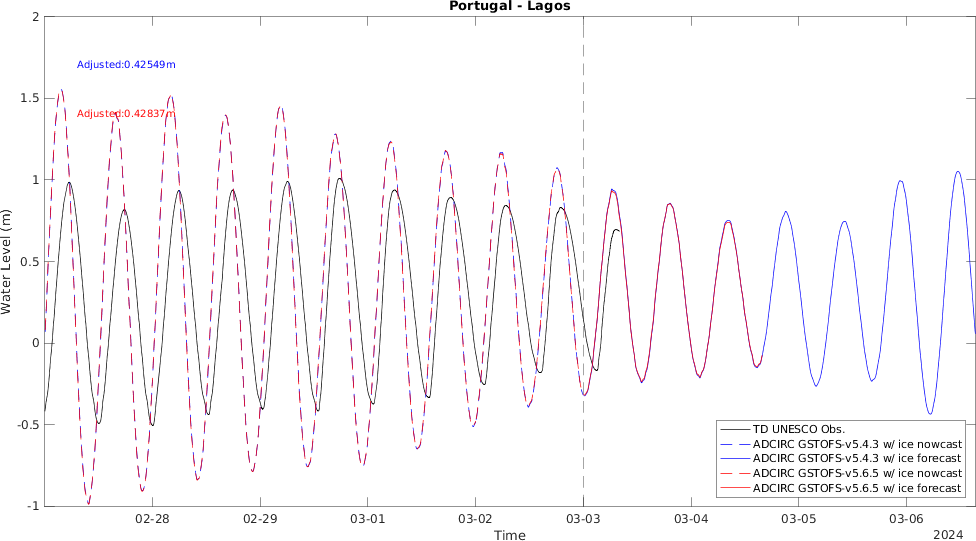 Portugal - Lagos
2
1.5
1
0.5
0
-0.5
-1
Water Level (m)
Adjusted:0.42549m
Adjusted:0.42837m
TD UNESCO Obs.
ADCIRC GSTOFS-v5.4.3 w/ ice nowcast
ADCIRC GSTOFS-v5.4.3 w/ ice forecast
ADCIRC GSTOFS-v5.6.5 w/ ice nowcast
ADCIRC GSTOFS-v5.6.5 w/ ice forecast
02-28 02-29 03-01 03-02 03-03 03-04 03-05 03-06
Time
2024